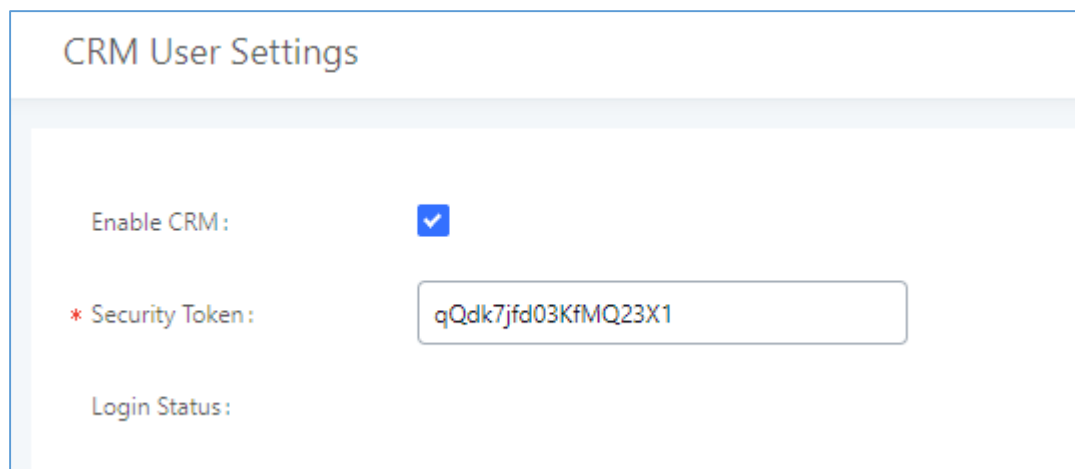 CRM User Settings
Enable CRM :
* Security Token : qQdk7jfd03KfMQ23X1
Login Status :